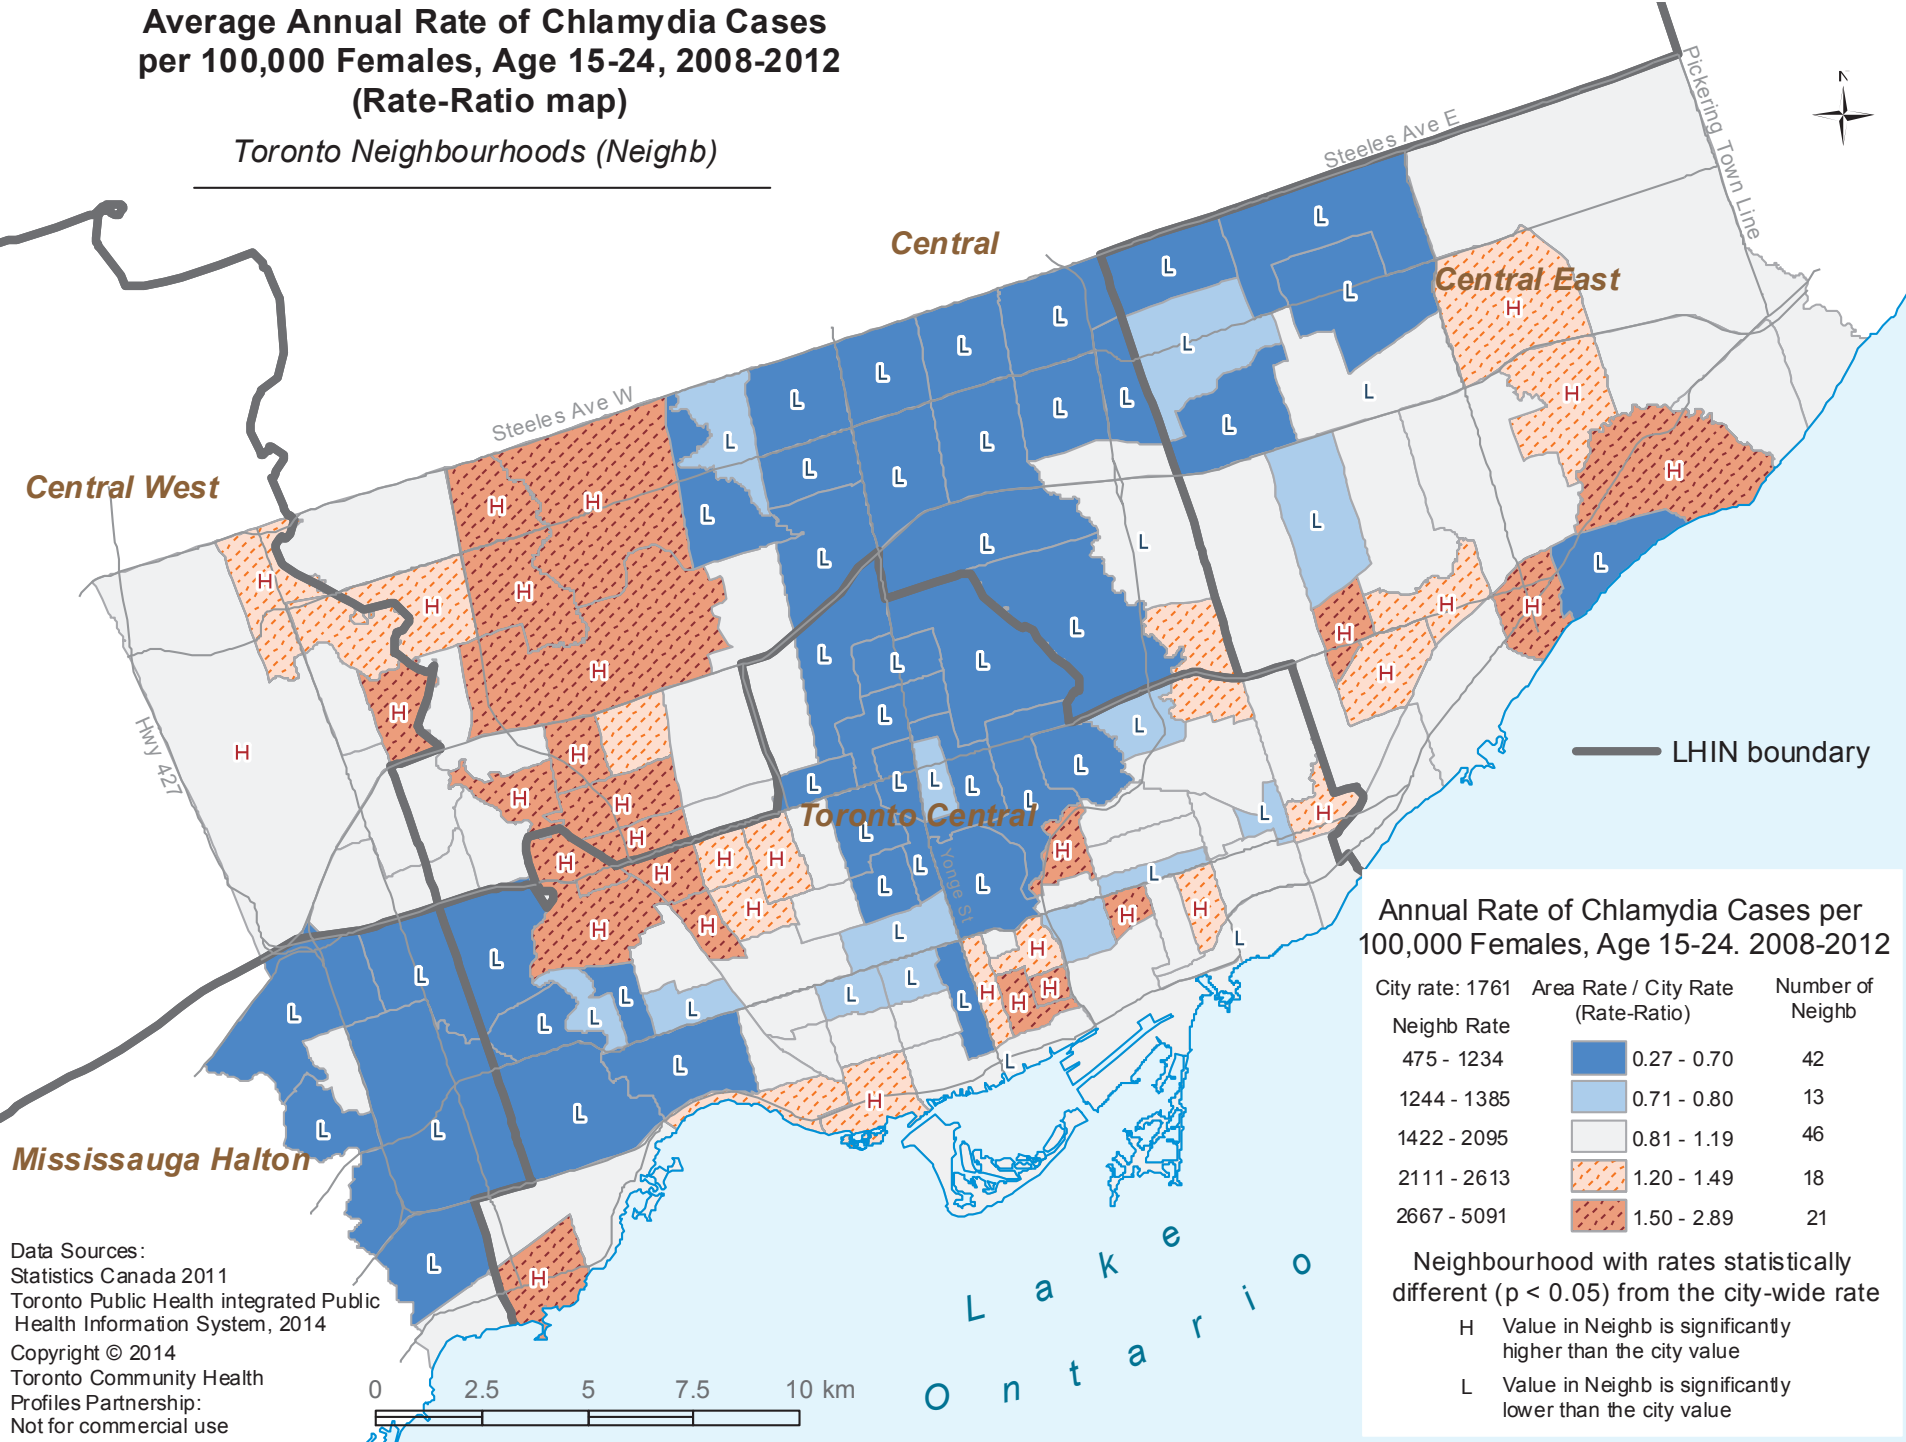 Average Annual Rate of Chlamydia Cases
per 100,000 Females, Age 15-24, 2008-2012
(Rate-Ratio map)
Toronto Neighbourhoods (Neighb)
N
Pickering Town Line
Steeles Ave E
Central
Central East
Steeles Ave W
Central West
Hwy 427
LHIN boundary
Toronto Central
Yonge St
Mississauga Halton
Lake
Ontario
Annual Rate of Chlamydia Cases per
100,000 Females, Age 15-24. 2008-2012
City rate: 1761 Area Rate / City Rate Number of
Neighb Rate (Rate-Ratio) Neighb
475 - 1234 0.27 - 0.70 42
1244 - 1385 0.71 - 0.80 13
1422 - 2095 0.81 - 1.19 46
2111 - 2613 1.20 - 1.49 18
2667 - 5091 1.50 - 2.89 21
Neighbourhood with rates statistically
different (p < 0.05) from the city-wide rate
H Value in Neighb is significantly
higher than the city value
L Value in Neighb is significantly
lower than the city value
Data Sources:
Statistics Canada 2011
Toronto Public Health integrated Public
Health Information System, 2014
Copyright © 2014
Toronto Community Health
Profiles Partnership:
Not for commercial use
0 2.5 5 7.5 10 km